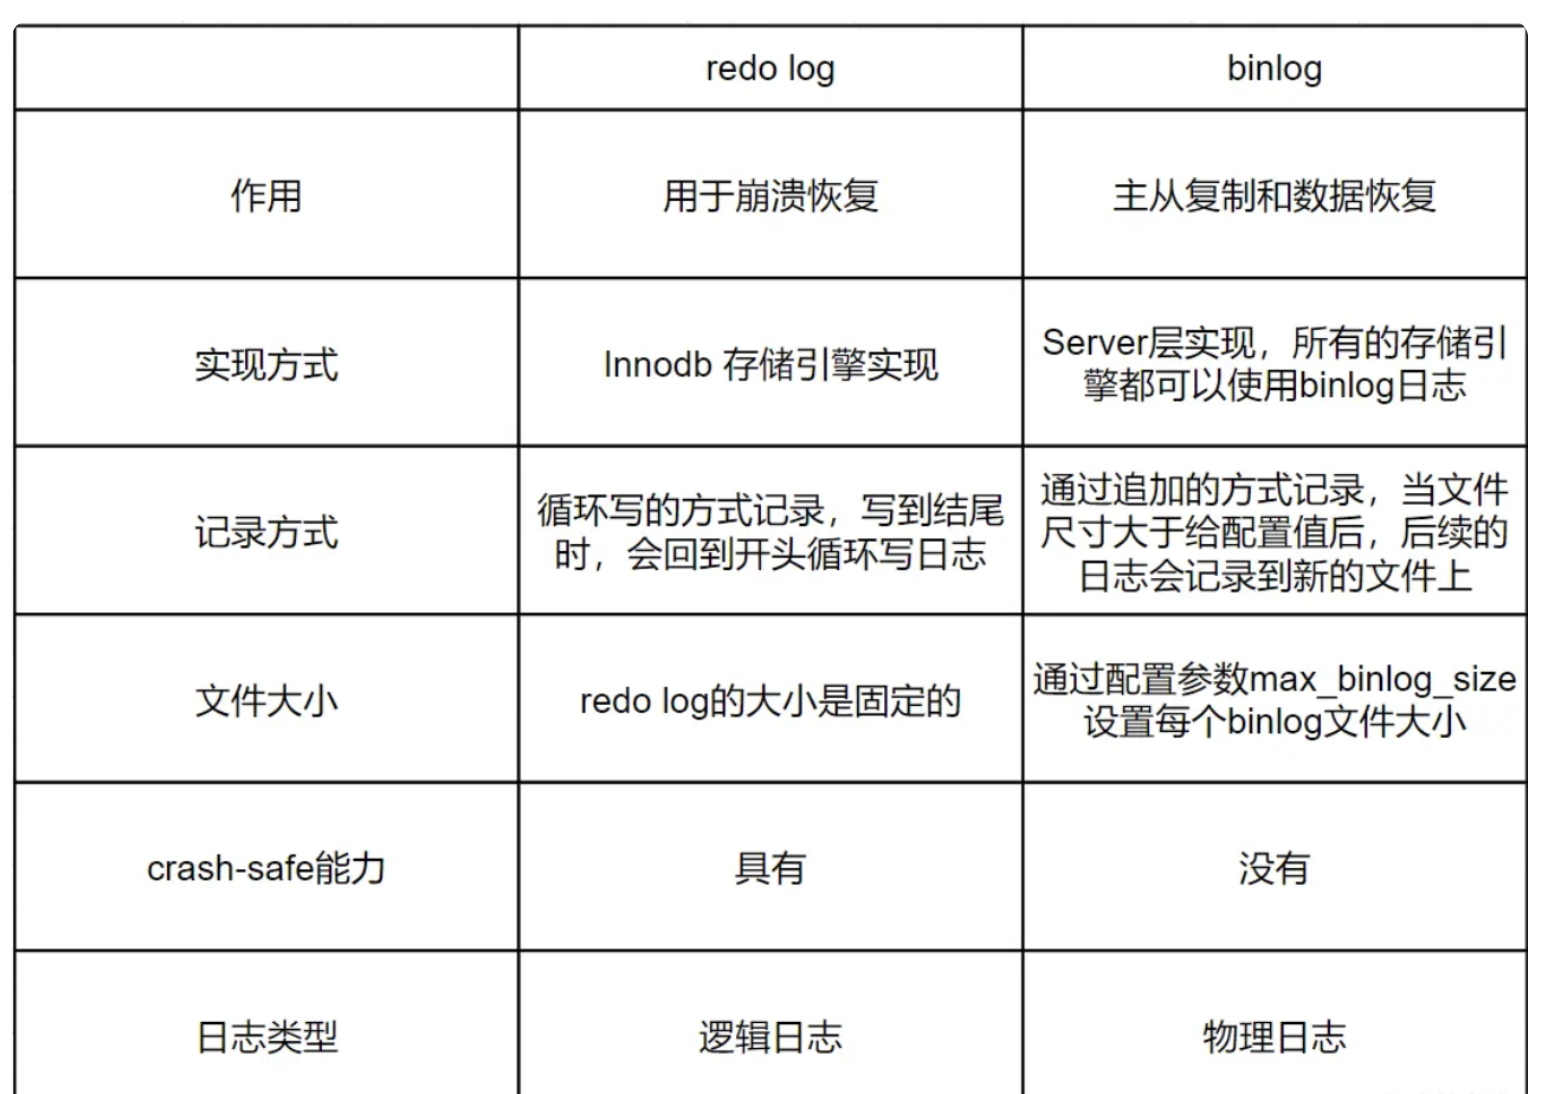 redo log
binlog
作用
用于崩溃恢复
主从复制和数据恢复
实现方式
Innodb 存储引擎实现
Server层实现，所有的存储引
擎都可以使用binlog日志
记录方式
循环写的方式记录，写到结尾
时，会回到开头循环写日志
通过追加的方式记录，当文件
尺寸大于给配置值后，后续的
日志会记录到新的文件上
文件大小
redo log的大小是固定的
通过配置参数max_binlog_size
设置每个binlog文件大小
crash-safe能力
具有
没有
日志类型
逻辑日志
物理日志